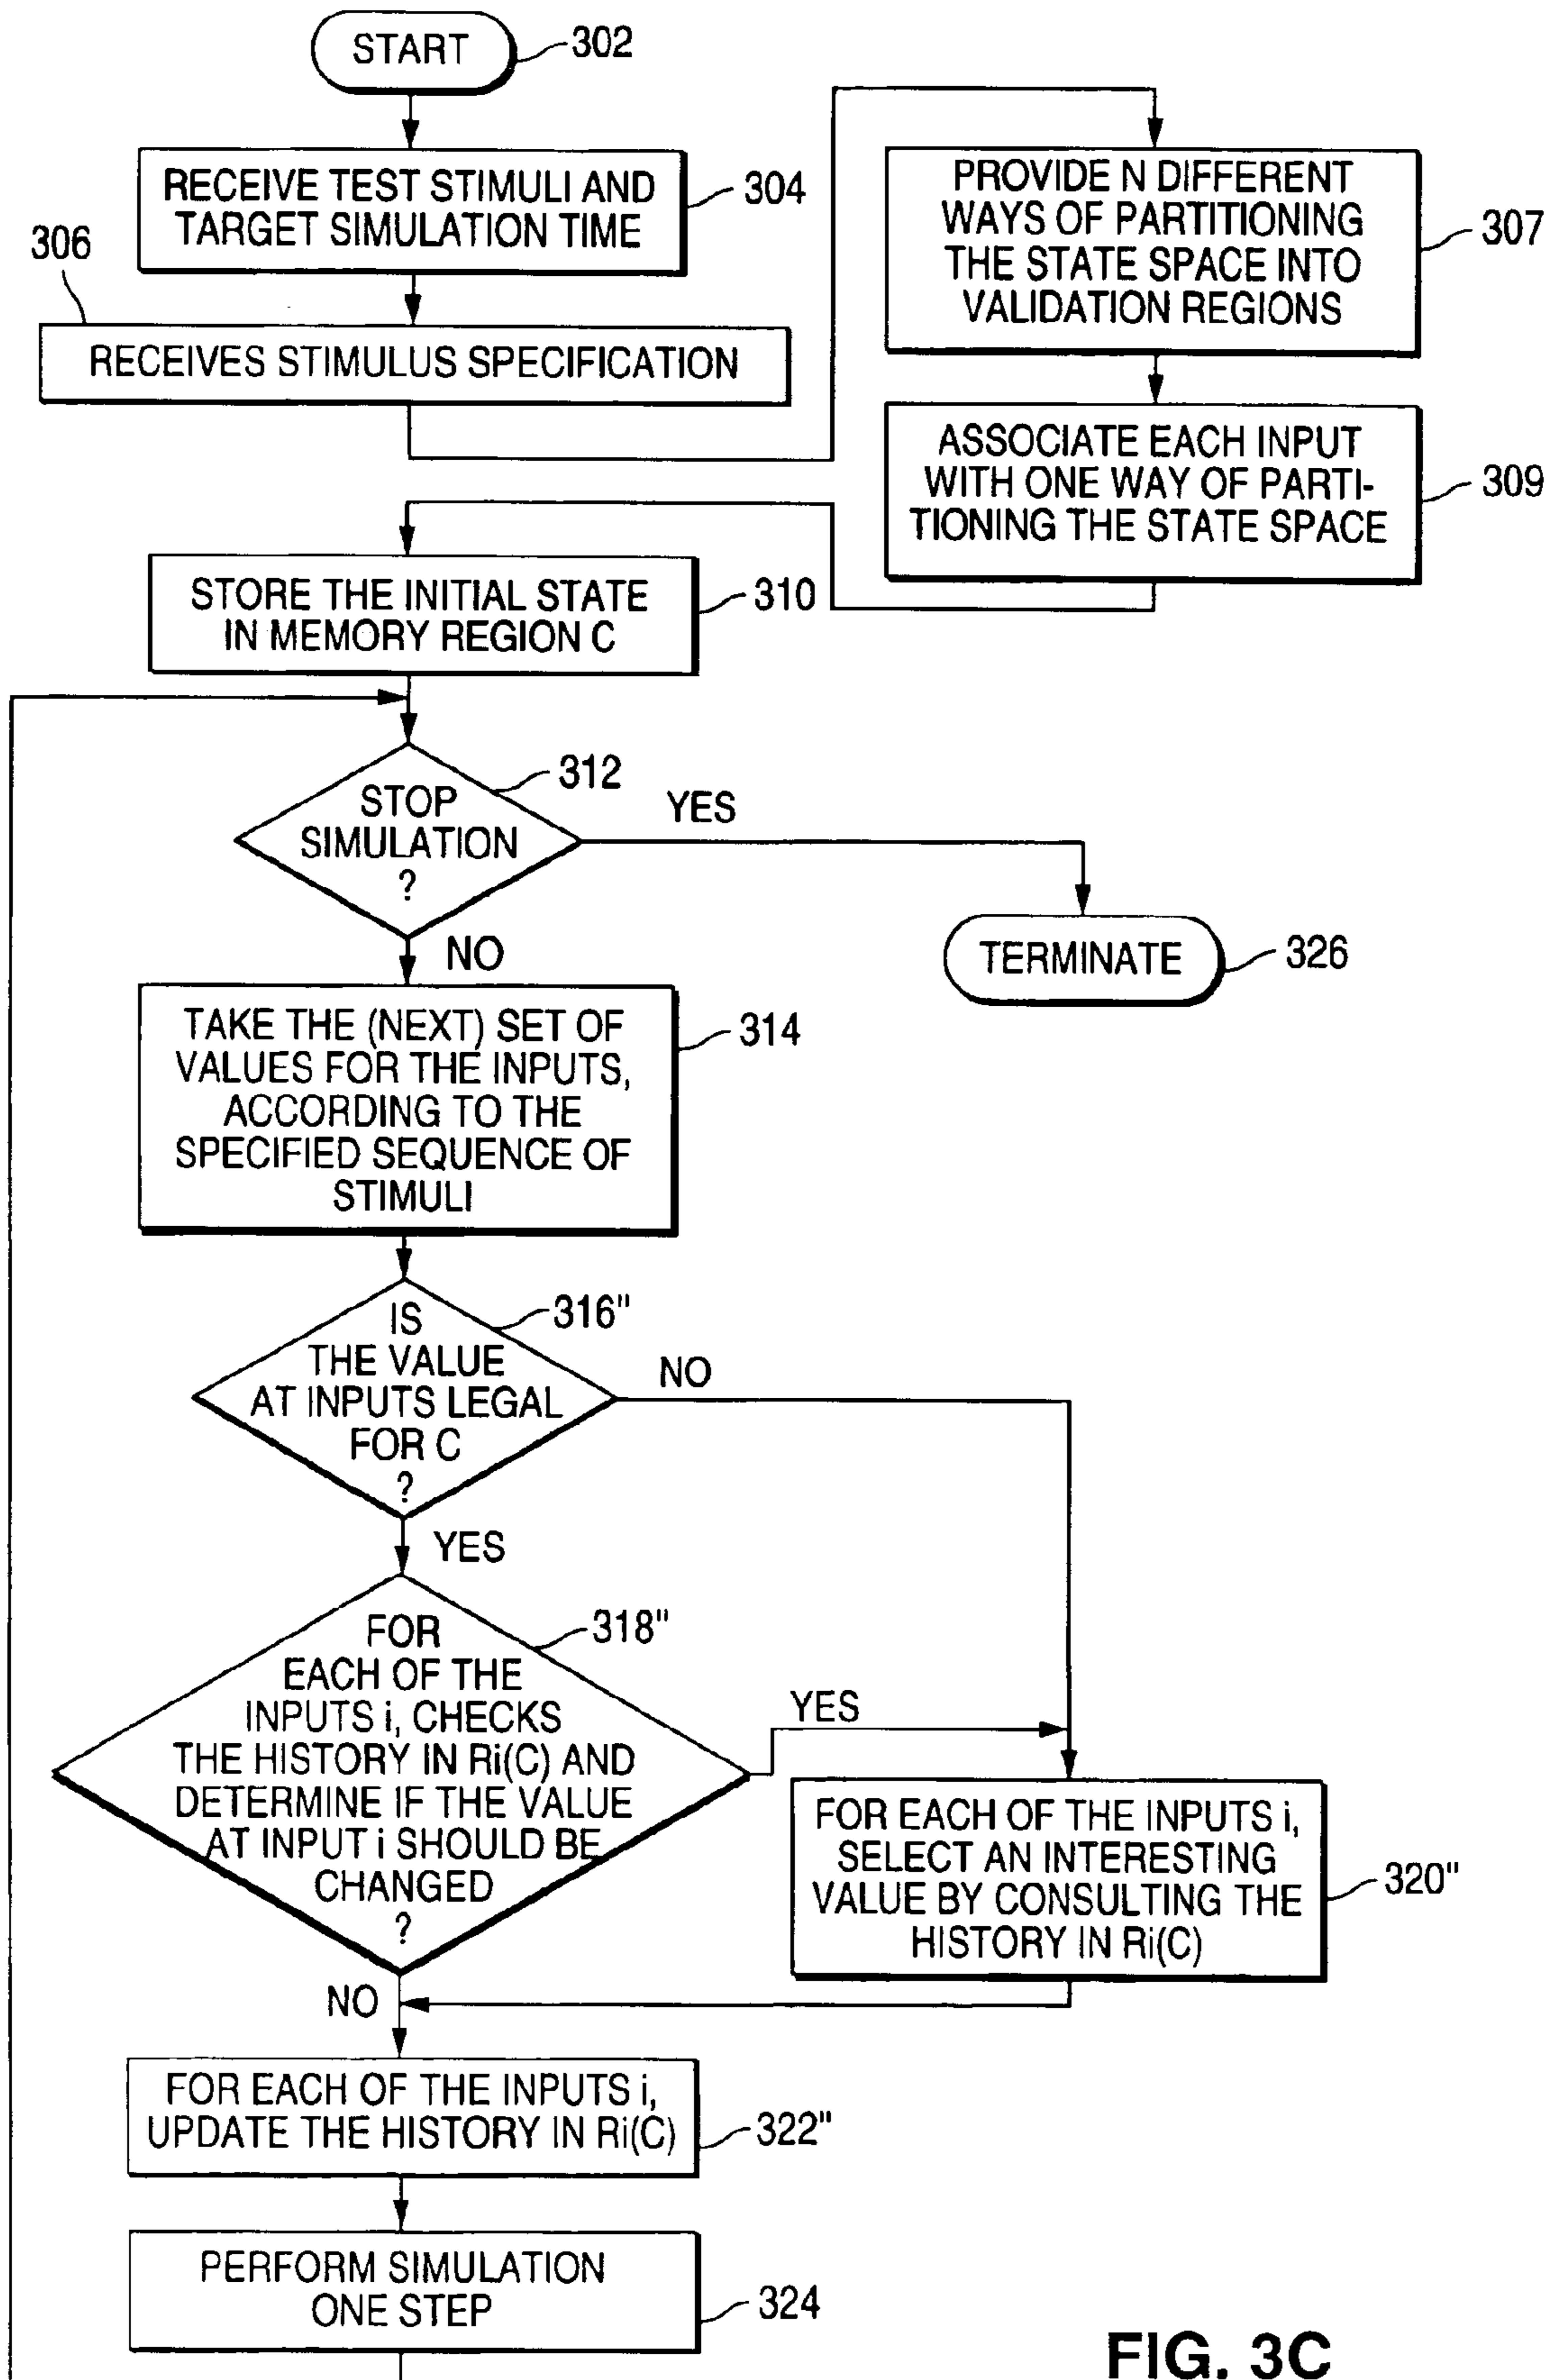 START
302
RECEIVE TEST STIMULI AND
TARGET SIMULATION TIME
304
306
RECEIVES STIMULUS SPECIFICATION
PROVIDE N DIFFERENT
WAYS OF PARTITIONING
THE STATE SPACE INTO
VALIDATION REGIONS
307
ASSOCIATE EACH INPUT
WITH ONE WAY OF PARTI-
TIONING THE STATE SPACE
309
STORE THE INITIAL STATE
IN MEMORY REGION C
310
STOP
SIMULATION
?
312
YES
NO
TERMINATE
326
TAKE THE (NEXT) SET OF
VALUES FOR THE INPUTS,
ACCORDING TO THE
SPECIFIED SEQUENCE OF
STIMULI
314
IS
THE VALUE
AT INPUTS LEGAL
FOR C
?
316"
NO
YES
FOR
EACH OF THE
INPUTS i, CHECKS
THE HISTORY IN Ri(C) AND
DETERMINE IF THE VALUE
AT INPUT i SHOULD BE
CHANGED
?
318"
YES
FOR EACH OF THE INPUTS i,
SELECT AN INTERESTING
VALUE BY CONSULTING THE
HISTORY IN Ri(C)
320"
NO
FOR EACH OF THE INPUTS i,
UPDATE THE HISTORY IN Ri(C)
322"
PERFORM SIMULATION
ONE STEP
324
FIG. 3C